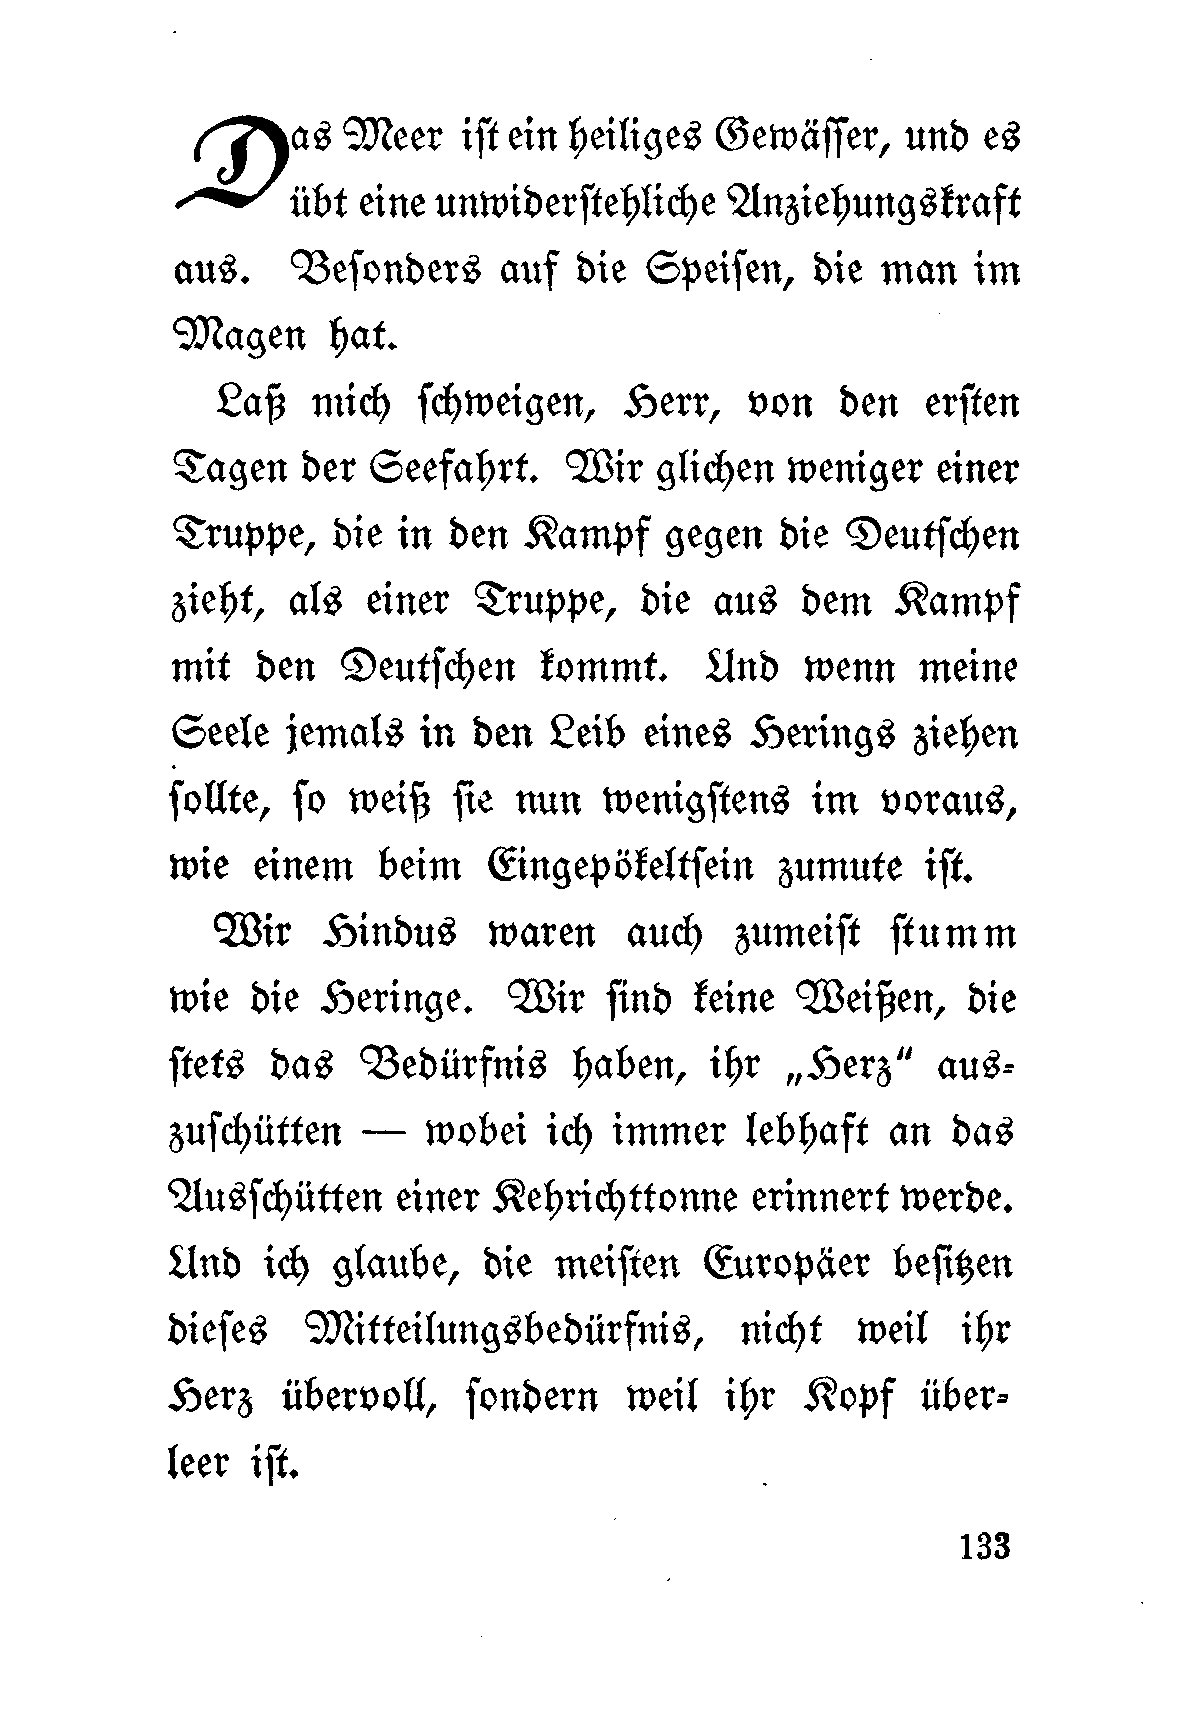 Das Meer iſt ein heiliges Gewäſſer, und es
übt eine unwiderſtehliche Anziehungskraft
aus. Beſonders auf die Speiſen, die man im
Magen hat.
Laß mich ſchweigen, Herr, von den erſten
Tagen der Seefahrt. Wir glichen weniger einer
Truppe, die in den Kampf gegen die Deutſchen
zieht, als einer Truppe, die aus dem Kampf
mit den Deutſchen kommt. Und wenn meine
Seele jemals in den Leib eines Herings ziehen
ſollte, ſo weiß ſie nun wenigſtens im voraus,
wie einem beim Eingepökeltſein zumute iſt.
Wir Hindus waren auch zumeiſt ſtumm
wie die Heringe. Wir ſind keine Weißen, die
ſtets das Bedürfnis haben, ihr „Herz“ aus-
zuſchütten — wobei ich immer lebhaft an das
Ausſchütten einer Kehrichttonne erinnert werde.
Und ich glaube, die meiſten Europäer beſitzen
dieſes Mitteilungsbedürfnis, nicht weil ihr
Herz übervoll, ſondern weil ihr Kopf über-
leer iſt.
133